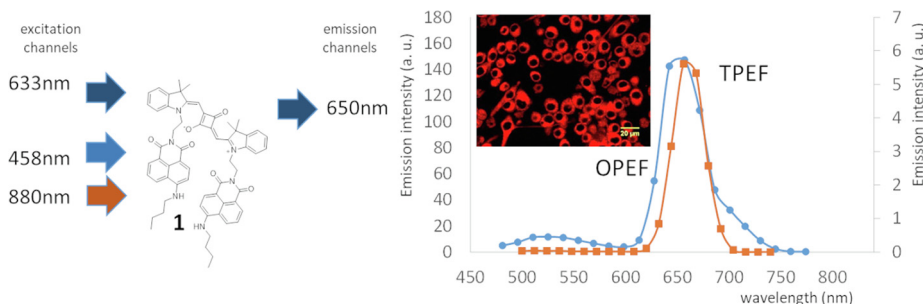 excitation
channels
633nm
458nm
880nm
1
emission
channels
650nm
Emission intensity (a. u.)
180
160
140
120
100
80
60
40
20
0
450
500
550
600
650
700
750
800
wavelength (nm)
7
6
5
4
3
2
1
0
Emission intensity (a. u.)
TPEF
OPEF
20 µm
O
O
N
N
+
O
N
O
O
N
O
NH
HN